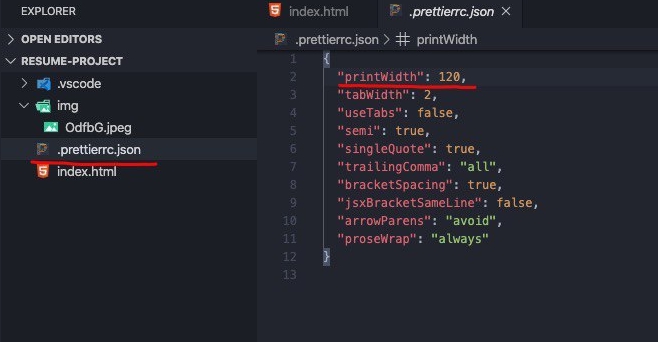 EXPLORER
OPEN EDITORS
RESUME-PROJECT
.vscode
img
OdfbG.jpeg
.prettierrc.json
index.html
index.html
.prettierrc.json
.prettierrc.json > printWidth
1 {
2 "printWidth": 120,
3 "tabWidth": 2,
4 "useTabs": false,
5 "semi": true,
6 "singleQuote": true,
7 "trailingComma": "all",
8 "bracketSpacing": true,
9 "jsxBracketSameLine": false,
10 "arrowParens": "avoid",
11 "proseWrap": "always"
12 }
13